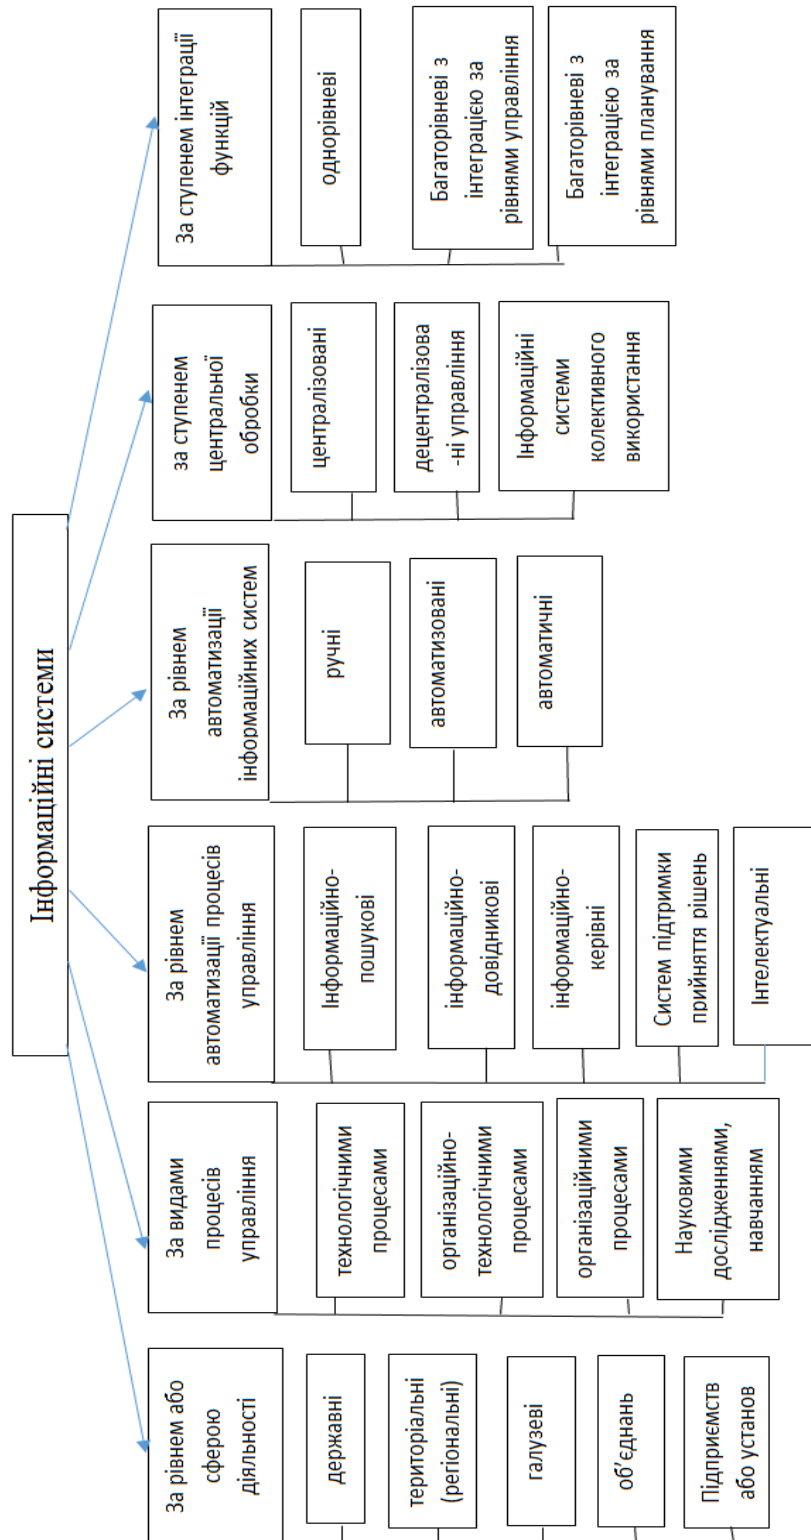 Інформаційні системи
За рівнем або
сферою
діяльності
державні
територіальні
(регіональні)
галузеві
об’єднань
Підприємств
або установ
За видами
процесів
управління
технологічними
процесами
організаційно-
технологічними
процесами
організаційними
процесами
Науковими
дослідженнями,
навчанням
За рівнем
автоматизації процесів
управління
Інформаційно-
пошукові
інформаційно-
довідникові
інформаційно-
керівні
Систем підтримки
прийняття рішень
Інтелектуальні
За рівнем
автоматизації
інформаційних систем
ручні
автоматизовані
автоматичні
за ступенем
центральної
обробки
централізовані
децентралізова
-ні управління
Інформаційні
системи
колективного
використання
За ступенем інтеграції
функцій
однорівневі
Багаторівневі з
інтеграцією за
рівнями управління
Багаторівневі з
інтеграцією за
рівнями планування